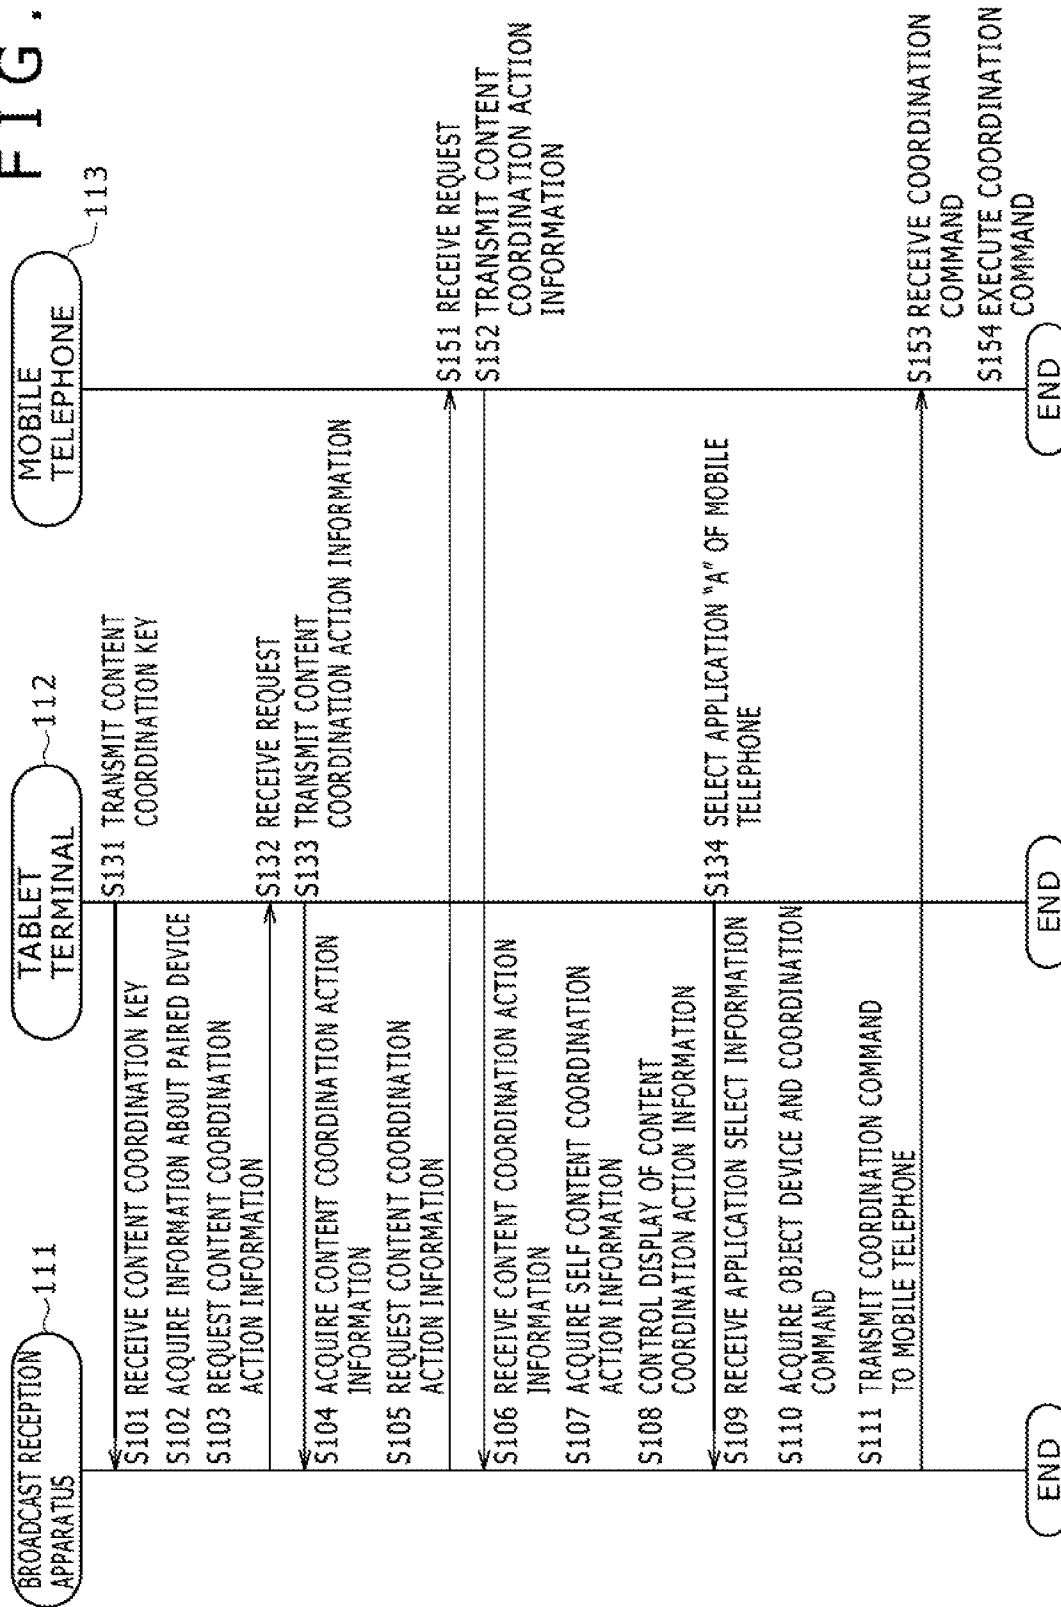 FIG.
BROADCAST RECEPTION
APPARATUS
111
TABLET
TERMINAL
112
MOBILE
TELEPHONE
113
S131 TRANSMIT CONTENT
COORDINATION KEY
S101 RECEIVE CONTENT COORDINATION KEY
S102 ACQUIRE INFORMATION ABOUT PAIRED DEVICE
S103 REQUEST CONTENT COORDINATION
ACTION INFORMATION
S132 RECEIVE REQUEST
S133 TRANSMIT CONTENT
COORDINATION ACTION INFORMATION
S104 ACQUIRE CONTENT COORDINATION ACTION
INFORMATION
S105 REQUEST CONTENT COORDINATION
ACTION INFORMATION
S151 RECEIVE REQUEST
S152 TRANSMIT CONTENT
COORDINATION ACTION
INFORMATION
S106 RECEIVE CONTENT COORDINATION ACTION
INFORMATION
S107 ACQUIRE SELF CONTENT COORDINATION
ACTION INFORMATION
S108 CONTROL DISPLAY OF CONTENT
COORDINATION ACTION INFORMATION
S134 SELECT APPLICATION "A" OF MOBILE
TELEPHONE
S109 RECEIVE APPLICATION SELECT INFORMATION
S110 ACQUIRE OBJECT DEVICE AND COORDINATION
COMMAND
S111 TRANSMIT COORDINATION COMMAND
TO MOBILE TELEPHONE
S153 RECEIVE COORDINATION
COMMAND
S154 EXECUTE COORDINATION
COMMAND
END
END
END